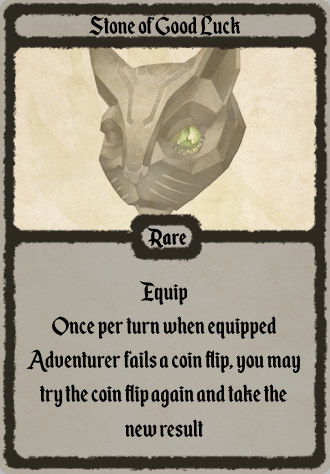 Stone of Good Luck
Rare
Equip
Once per turn when equipped
Adventurer fails a coin flip, you may
try the coin flip again and take the
new result